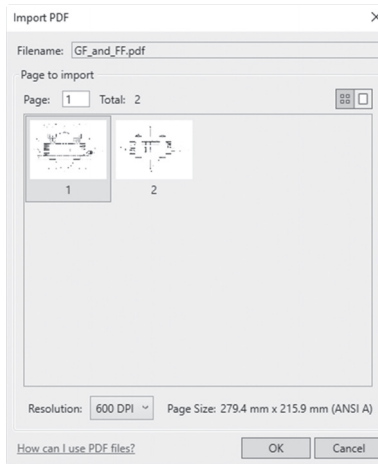 Import PDF
Filename: GF_and_FF.pdf
Page to import
Page: 1 Total: 2
1 2
Resolution: 600 DPI Page Size: 279.4 mm x 215.9 mm (ANSI A)
How can I use PDF files? OK Cancel